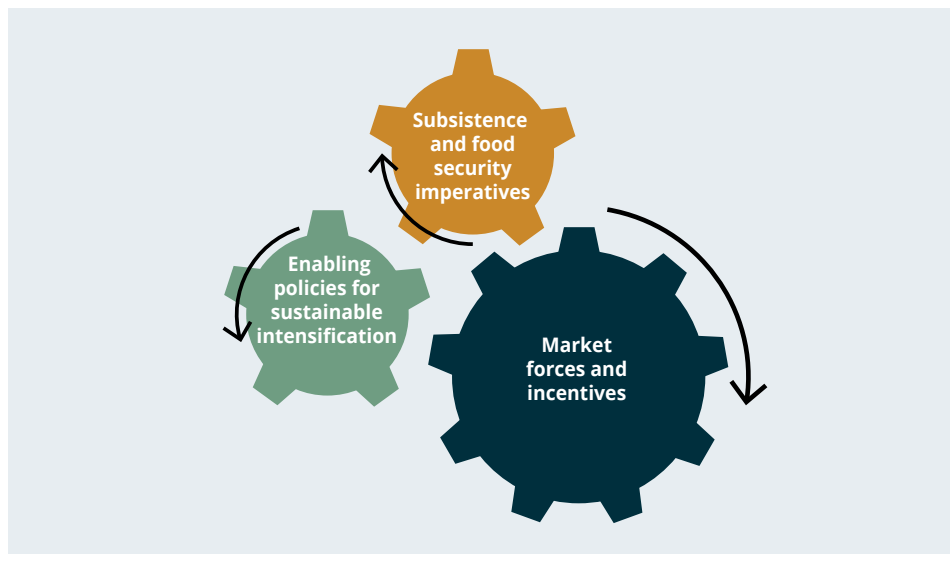 Subsistence
and food
security
imperatives
Enabling
policies for
sustainable
intensification
Market
forces and
incentives